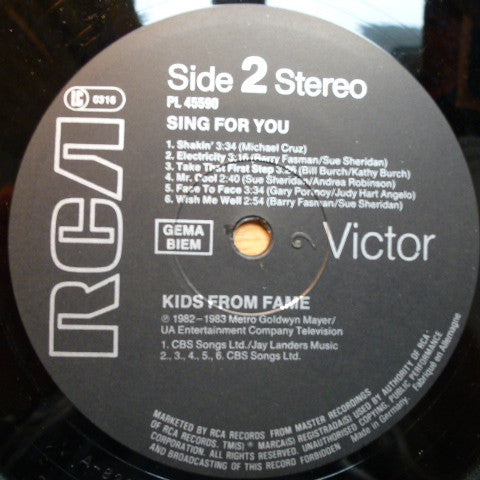 RCA
LC
0316
Side 2 Stereo
PL 45590
SING FOR YOU
1. Shakin' 3:34 (Michael Cruz)
2. Electricity 3:16 (Barry Fasman/Sue Sheridan)
3. Take That First Step 3:24 (Bill Burch/Kathy Burch)
4. Mr. Cool 2:40 (Sue Sheridan/Andrea Robinson)
5. Face To Face 3:34 (Gary Portnoy/Judy Hart Angelo)
6. Wish Me Well 2:54 (Barry Fasman/Sue Sheridan)
GEMA
BIEM
Victor
KIDS FROM FAME
℗ 1982–1983 Metro Goldwyn Mayer/
UA Entertainment Company Television
1. CBS Songs Ltd./Jay Landers Music
2., 3., 4., 5., 6. CBS Songs Ltd.
MARKETED BY RCA RECORDS FROM MASTER RECORDINGS
OF RCA RECORDS. TM(S) ® MARCA(S) REGISTRADA(S) USED BY AUTHORITY OF RCA
CORPORATION. ALL RIGHTS RESERVED. UNAUTHORISED COPYING, PUBLIC PERFORMANCE
AND BROADCASTING OF THIS RECORD FORBIDDEN
Made in Germany.
Fabriqué en Allemagne